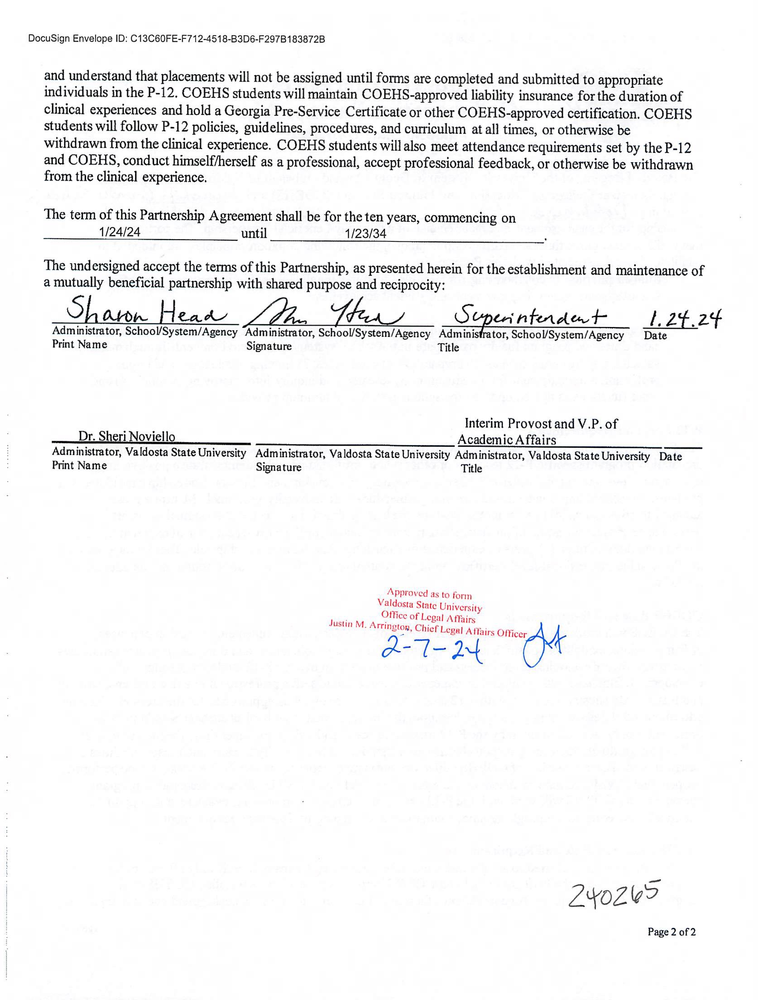 DocuSign Envelope ID: C13C60FE-F712-4518-B3D6-F297B183872B
and understand that placements will not be assigned until forms are completed and submitted to appropriate
individuals in the P-12. COEHS students will maintain COEHS-approved liability insurance for the duration of
clinical experiences and hold a Georgia Pre-Service Certificate or other COEHS-approved certification. COEHS
students will follow P-12 policies, guidelines, procedures, and curriculum at all times, or otherwise be
withdrawn from the clinical experience. COEHS students will also meet attendance requirements set by the P-12
and COEHS, conduct himself/herself as a professional, accept professional feedback, or otherwise be withdrawn
from the clinical experience.
The term of this Partnership Agreement shall be for the ten years, commencing on
1/24/24 until 1/23/34.
The undersigned accept the terms of this Partnership, as presented herein for the establishment and maintenance of
a mutually beneficial partnership with shared purpose and reciprocity:
Sharon Head Superintendent 1.24.24
Administrator, School/System/Agency Administrator, School/System/Agency Administrator, School/System/Agency Date
Print Name Signature Title
Interim Provost and V.P. of
Dr. Sheri Noviello Academic Affairs
Administrator, Valdosta State University Administrator, Valdosta State University Administrator, Valdosta State University Date
Print Name Signature Title
Approved as to form
Valdosta State University
Office of Legal Affairs
Justin M. Arrington, Chief Legal Affairs Officer
2-7-24
240265
Page 2 of 2